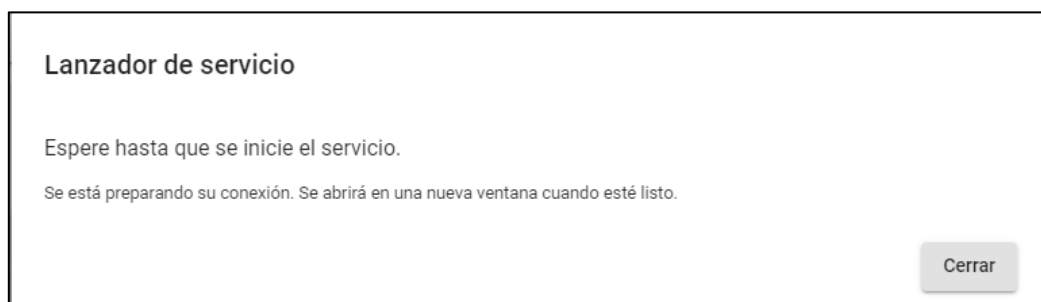 Lanzador de servicio
Espere hasta que se inicie el servicio.
Se está preparando su conexión. Se abrirá en una nueva ventana cuando esté listo.
Cerrar